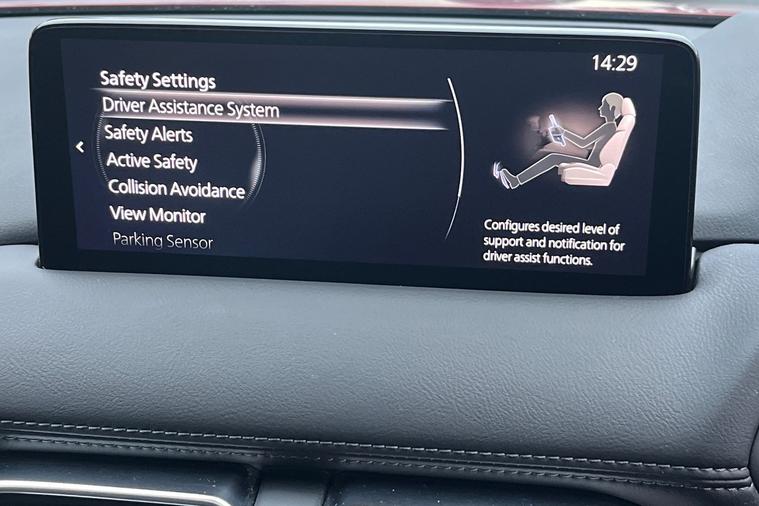 14:29
Safety Settings
Driver Assistance System
Safety Alerts
Active Safety
Collision Avoidance
View Monitor
Parking Sensor
Configures desired level of
support and notification for
driver assist functions.